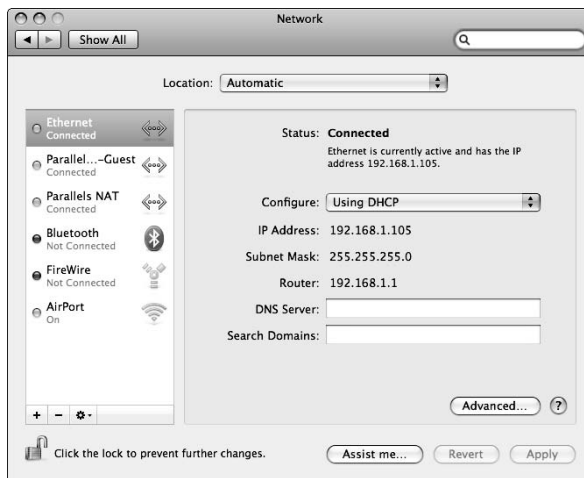 Network
Show All
Location: Automatic
Ethernet
Connected
Parallel...-Guest
Connected
Parallels NAT
Connected
Bluetooth
Not Connected
FireWire
Not Connected
AirPort
On
Status: Connected
Ethernet is currently active and has the IP
address 192.168.1.105.
Configure: Using DHCP
IP Address: 192.168.1.105
Subnet Mask: 255.255.255.0
Router: 192.168.1.1
DNS Server:
Search Domains:
Advanced... ?
+ -
Click the lock to prevent further changes.
Assist me... Revert Apply